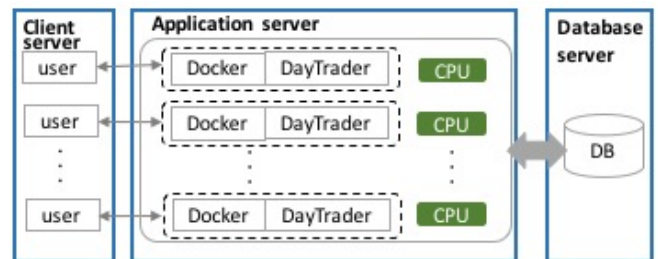 Client
server
Application server
Database
server
user
Docker DayTrader
CPU
user
Docker DayTrader
CPU
DB
user
Docker DayTrader
CPU